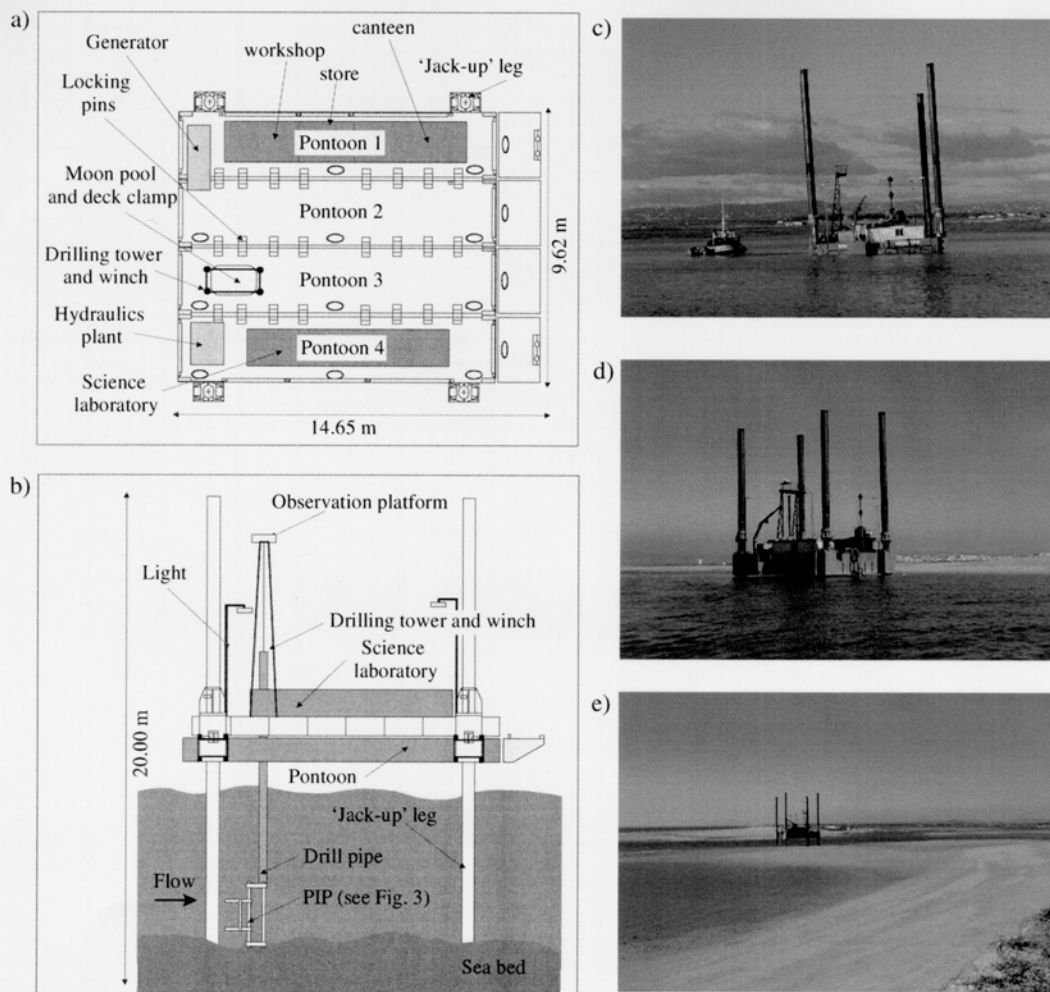 a)
Generator
Locking
pins
Moon pool
and deck clamp
Drilling tower
and winch
Hydraulics
plant
Science
laboratory
workshop
store
canteen
'Jack-up' leg
Pontoon 1
Pontoon 2
Pontoon 3
Pontoon 4
9.62 m
14.65 m
b)
Observation platform
Light
Drilling tower and winch
Science
laboratory
20.00 m
Pontoon
'Jack-up' leg
Drill pipe
Flow
PIP (see Fig. 3)
Sea bed
c)
d)
e)